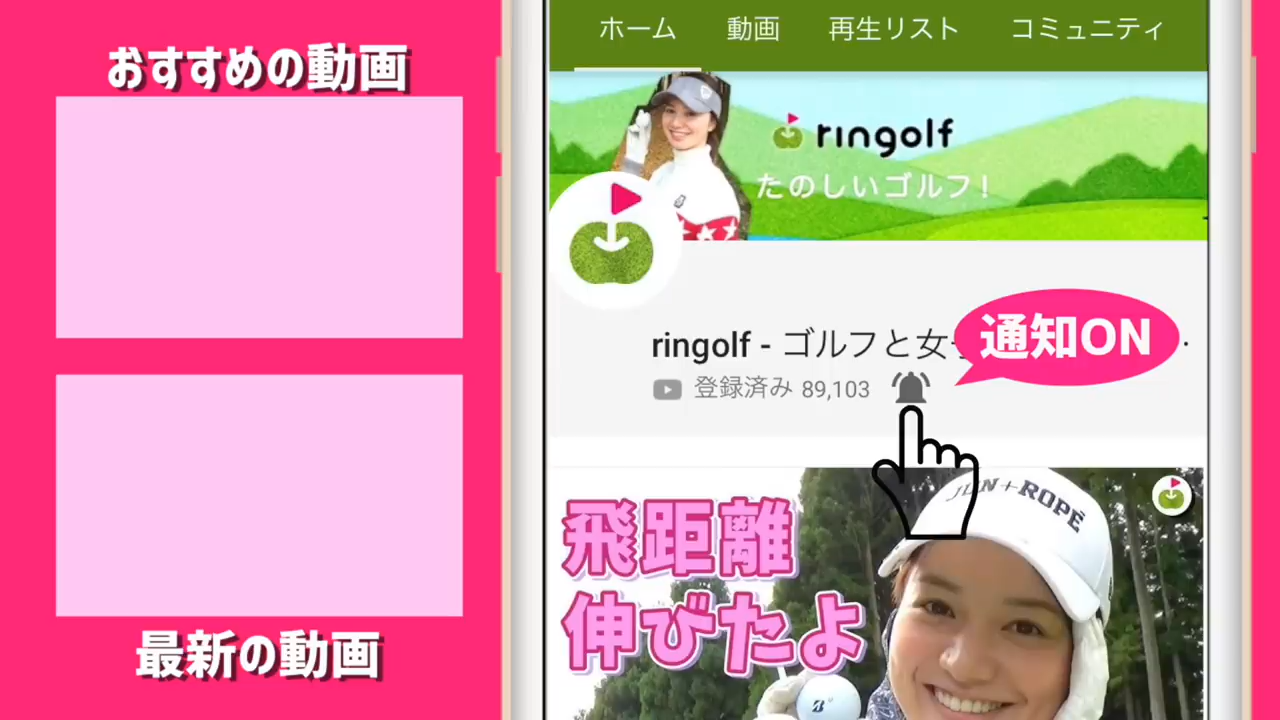 おすすめの動画
最新の動画
ホーム 動画 再生リスト コミュニティ
ringolf
たのしいゴルフ!
ringolf - ゴルフと女
通知ON
登録済み 89,103
飛距離
伸びたよ
JUN+ROPÉ
B